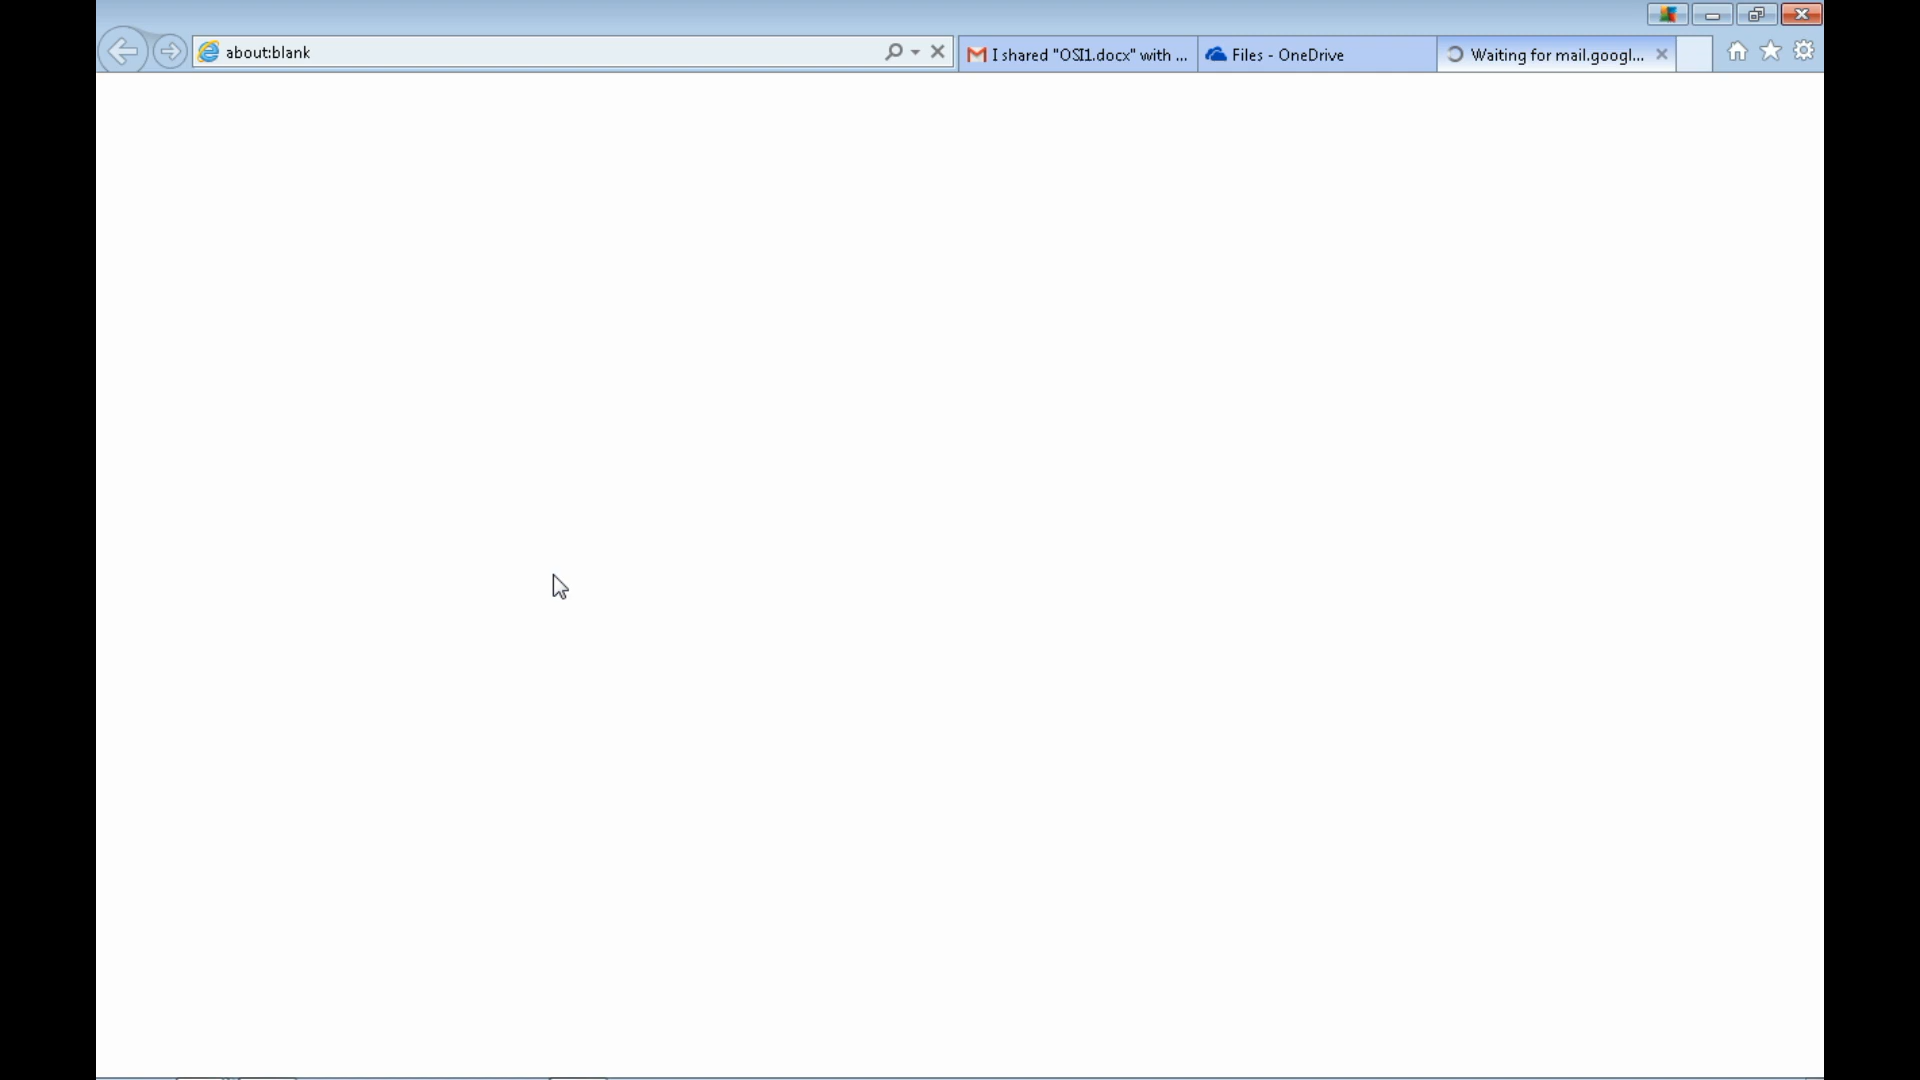 about:blank
I shared "OSI1.docx" with ...
Files - OneDrive
Waiting for mail.googl...